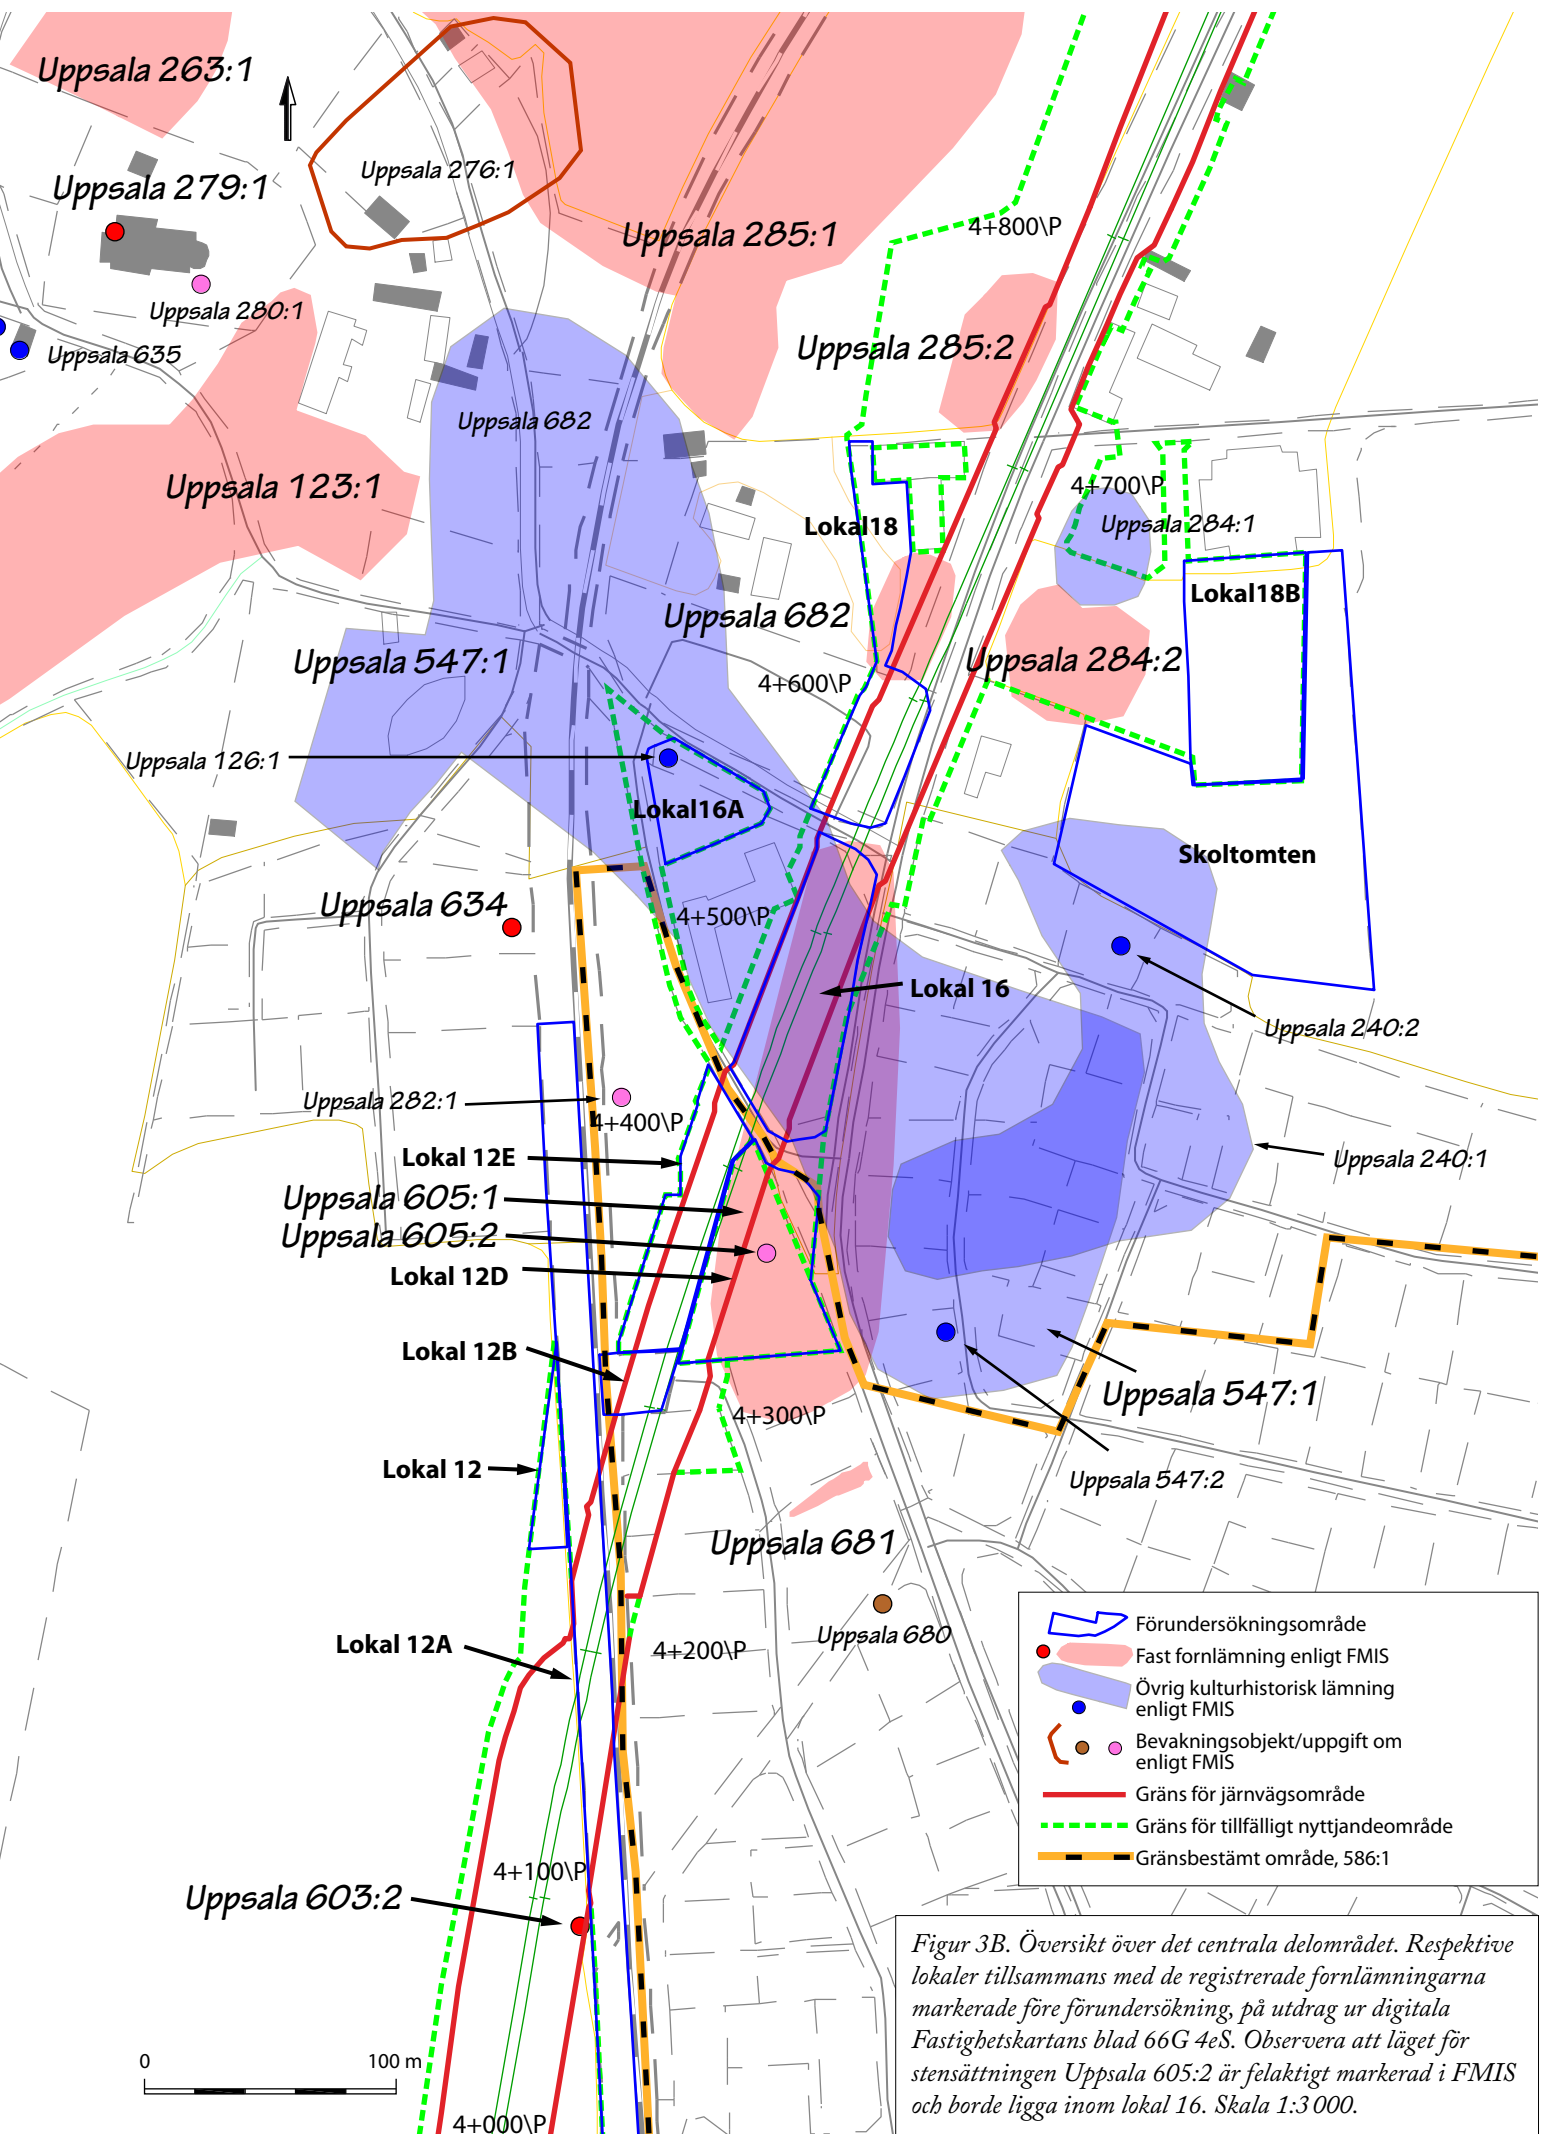 Uppsala 263:1
Uppsala 279:1
Uppsala 276:1
4+800\P
Uppsala 285:1
Uppsala 280:1
Uppsala 635
Uppsala 285:2
Uppsala 682
Uppsala 123:1
4+700\P
Lokal18
Uppsala 284:1
Lokal18B
Uppsala 682
Uppsala 547:1
Uppsala 284:2
4+600\P
Uppsala 126:1
Lokal16A
Skoltomten
Uppsala 634
4+500\P
Lokal 16
Uppsala 240:2
Uppsala 282:1
4+400\P
Lokal 12E
Uppsala 240:1
Uppsala 605:1
Uppsala 605:2
Lokal 12D
Lokal 12B
Uppsala 547:1
4+300\P
Lokal 12
Uppsala 547:2
Uppsala 681
Lokal 12A
4+200\P
Uppsala 680
Förundersökningsområde
Fast fornlämning enligt FMIS
Övrig kulturhistorisk lämning
enligt FMIS
Bevakningsobjekt/uppgift om
enligt FMIS
Gräns för järnvägsområde
Gräns för tillfälligt nyttjandeområde
Gränsbestämt område, 586:1
4+100\P
Uppsala 603:2
Figur 3B. Översikt över det centrala delområdet. Respektive
lokaler tillsammans med de registrerade fornlämningarna
markerade före förundersökning, på utdrag ur digitala
Fastighetskartans blad 66G 4eS. Observera att läget för
stensättningen Uppsala 605:2 är felaktigt markerad i FMIS
och borde ligga inom lokal 16. Skala 1:3 000.
0
100 m
4+000\P